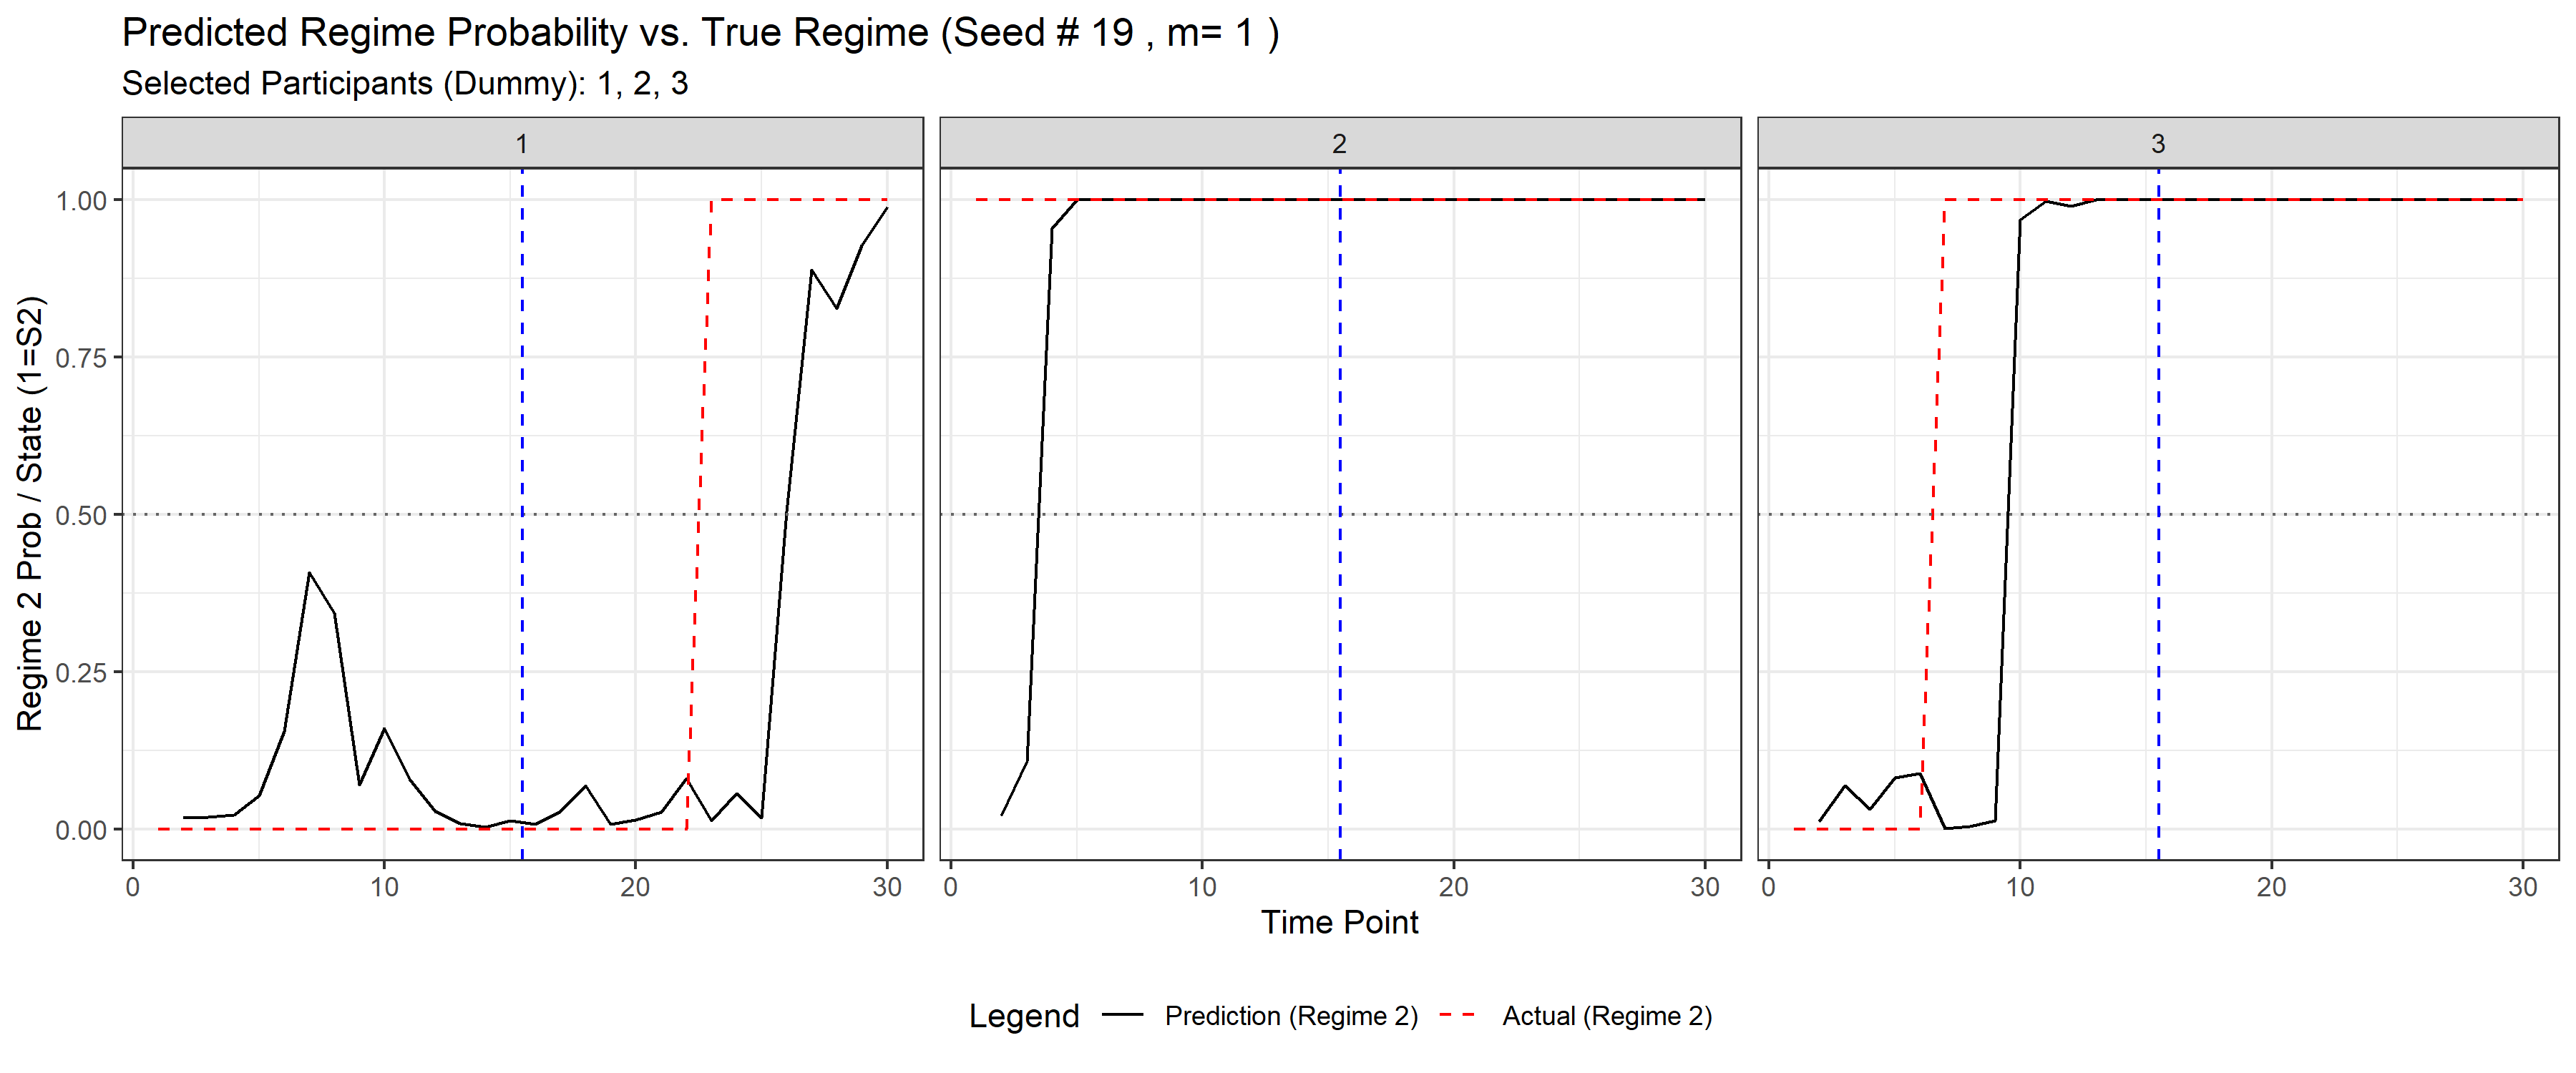 Predicted Regime Probability vs. True Regime (Seed # 19 , m= 1 )
Selected Participants (Dummy): 1, 2, 3
1 2 3
Regime 2 Prob / State (1=S2)
1.00
0.75
0.50
0.25
0.00
0 10 20 30 0 10 20 30 0 10 20 30
Time Point
Legend Prediction (Regime 2) Actual (Regime 2)